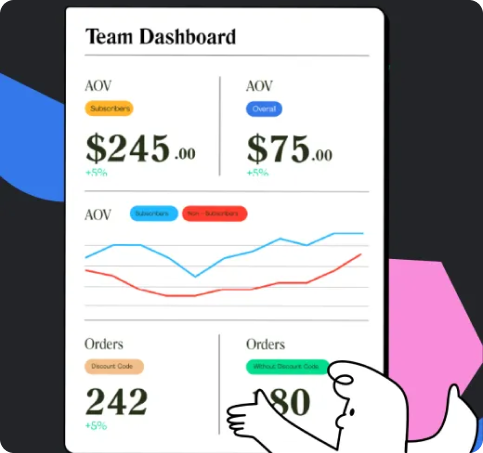 Team Dashboard
AOV AOV
Subscribers Overall
$245.00 $75.00
+5% +5%
AOV Subscribers Non - Subscribers
Orders Orders
Discount Code Without Discount Code
242 80
+5%